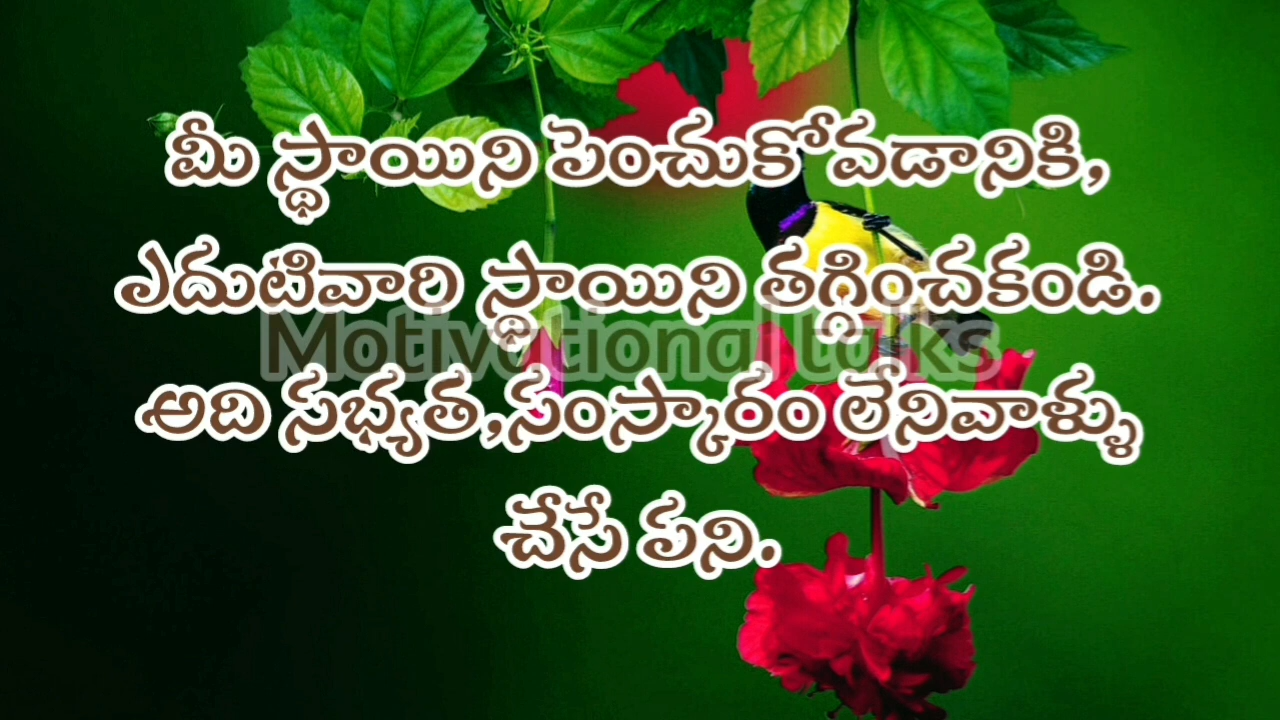 మీ స్థాయిని పెంచుకోవడానికి,
ఎదుటివారి స్థాయిని తగ్గించకండి.
Motivational talks
అది సభ్యత,సంస్కారం లేనివాళ్ళు
చేసే పని.